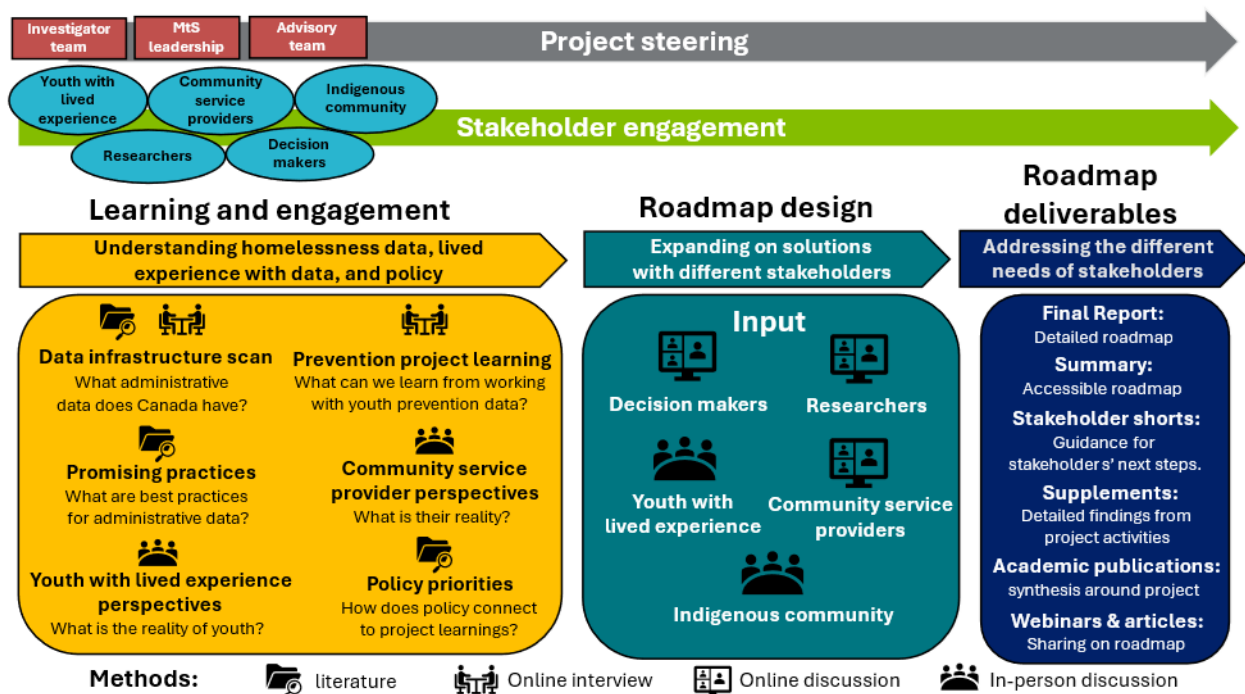 Investigator
team
MtS
leadership
Advisory
team
Project steering
Youth with
lived
experience
Community
service
providers
Indigenous
community
Researchers
Decision
makers
Stakeholder engagement
Learning and engagement
Understanding homelessness data, lived
experience with data, and policy
Data infrastructure scan
What administrative
data does Canada have?
Prevention project learning
What can we learn from working
with youth prevention data?
Promising practices
What are best practices
for administrative data?
Community service
provider perspectives
What is their reality?
Youth with lived experience
perspectives
What is the reality of youth?
Policy priorities
How does policy connect
to project learnings?
Roadmap design
Expanding on solutions
with different stakeholders
Input
Decision makers
Researchers
Youth with
lived experience
Community service
providers
Indigenous community
Roadmap
deliverables
Addressing the different
needs of stakeholders
Final Report:
Detailed roadmap
Summary:
Accessible roadmap
Stakeholder shorts:
Guidance for
stakeholders’ next steps.
Supplements:
Detailed findings from
project activities
Academic publications:
synthesis around project
Webinars & articles:
Sharing on roadmap
Methods:
literature
Online interview
Online discussion
In-person discussion